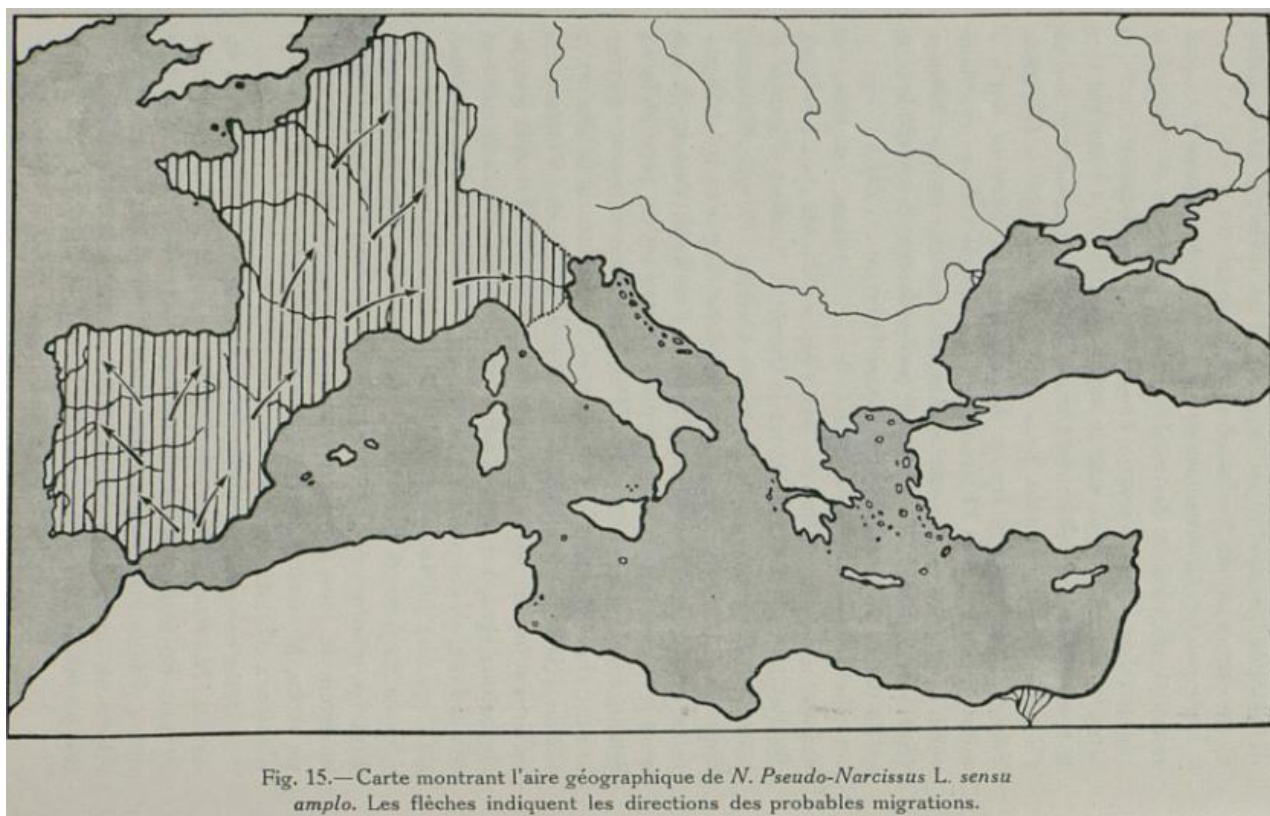 Fig. 15.—Carte montrant l'aire géographique de N. Pseudo-Narcissus L. sensu
amplo. Les flèches indiquent les directions des probables migrations.